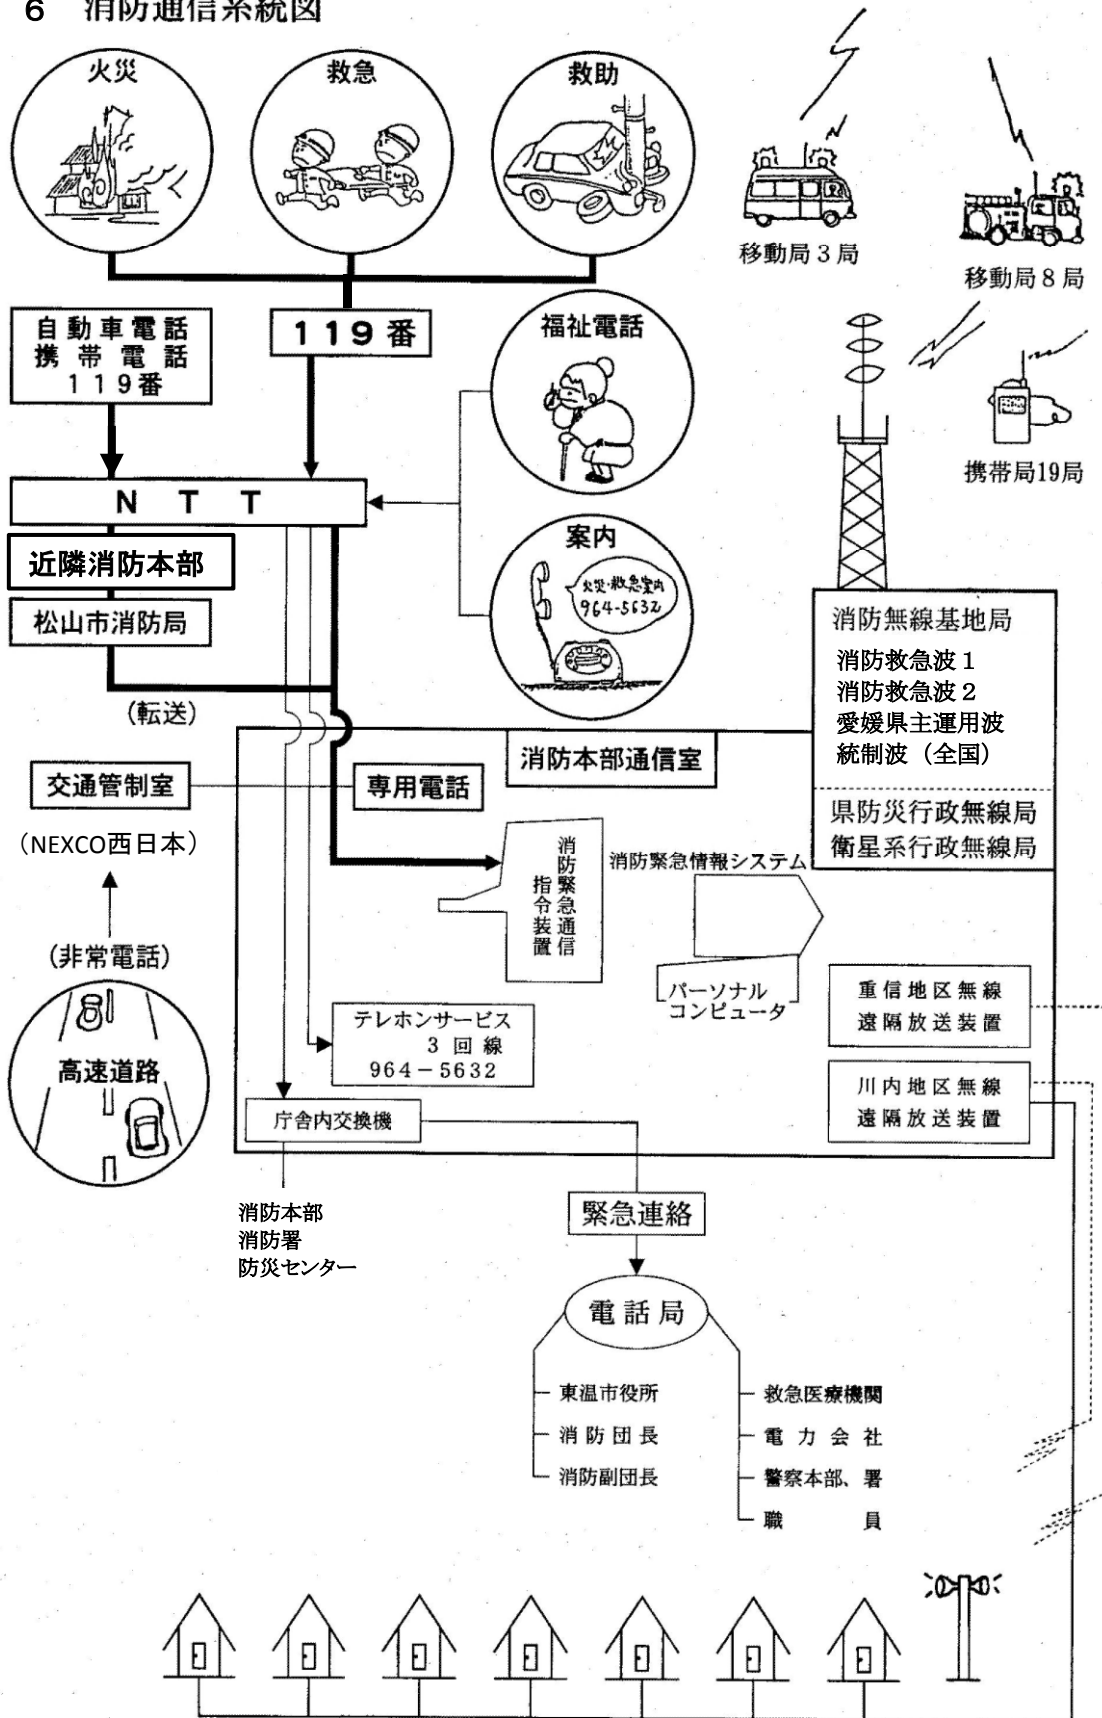 6 消防通信系統図
火災
救急
救助
移動局3局
移動局8局
自動車電話
携帯電話
119番
119番
福祉電話
携帯局19局
NTT
近隣消防本部
松山市消防局
(転送)
案内
火災・救急案内
964-5632
消防無線基地局
消防救急波1
消防救急波2
愛媛県主運用波
統制波（全国）
県防災行政無線局
衛星系行政無線局
消防本部通信室
交通管制室
専用電話
（NEXCO西日本）
消防緊急通信
指令装置
消防緊急情報システム
パーソナル
コンピュータ
(非常電話)
高速道路
テレホンサービス
3回線
964－5632
重信地区無線
遠隔放送装置
川内地区無線
遠隔放送装置
庁舎内交換機
消防本部
消防署
防災センター
緊急連絡
電話局
東温市役所
消防団長
消防副団長
救急医療機関
電力会社
警察本部、署
職員